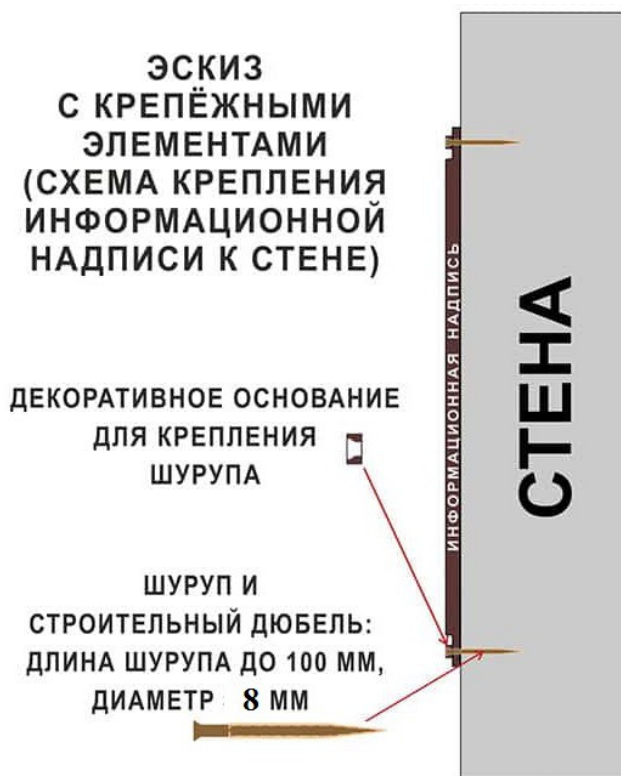 ЭСКИЗ
С КРЕПЁЖНЫМИ
ЭЛЕМЕНТАМИ
(СХЕМА КРЕПЛЕНИЯ
ИНФОРМАЦИОННОЙ
НАДПИСИ К СТЕНЕ)
ДЕКОРАТИВНОЕ ОСНОВАНИЕ
ДЛЯ КРЕПЛЕНИЯ
ШУРУПА
ШУРУП И
СТРОИТЕЛЬНЫЙ ДЮБЕЛЬ:
ДЛИНА ШУРУПА ДО 100 ММ,
ДИАМЕТР 8 ММ
ИНФОРМАЦИОННАЯ НАДПИСЬ
СТЕНА